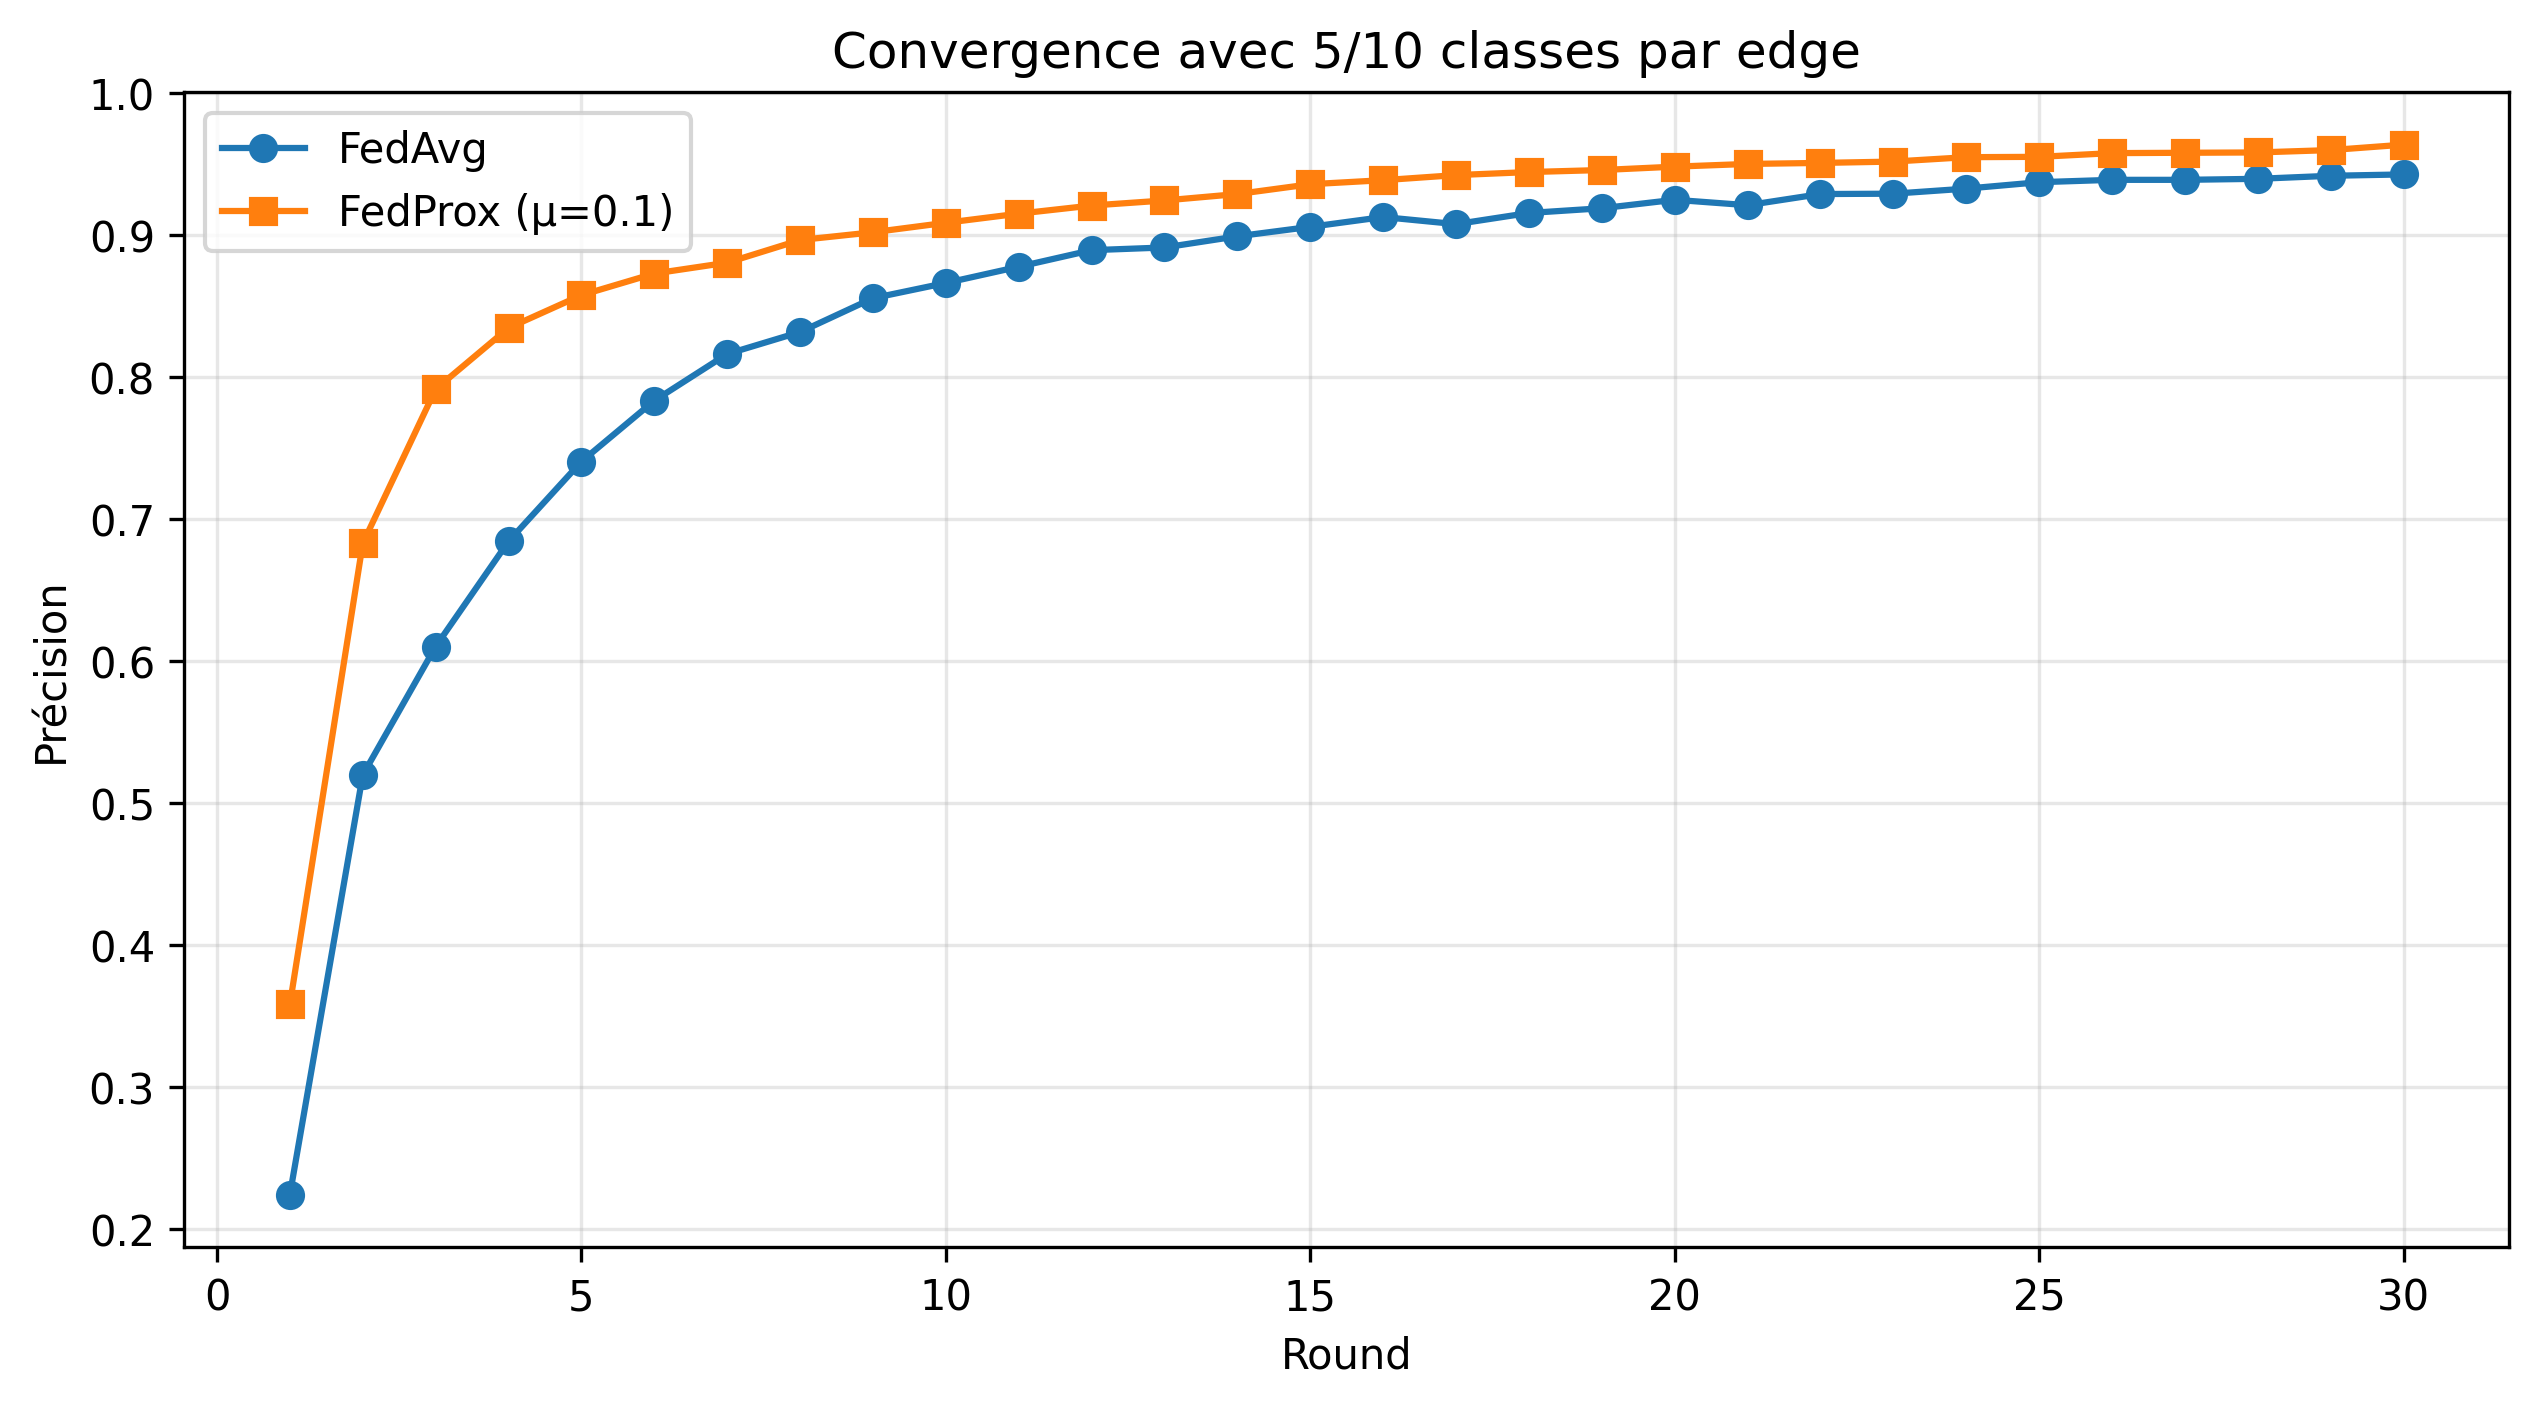 Convergence avec 5/10 classes par edge
FedAvg
FedProx (µ=0.1)
Précision
1.0
0.9
0.8
0.7
0.6
0.5
0.4
0.3
0.2
0 5 10 15 20 25 30
Round